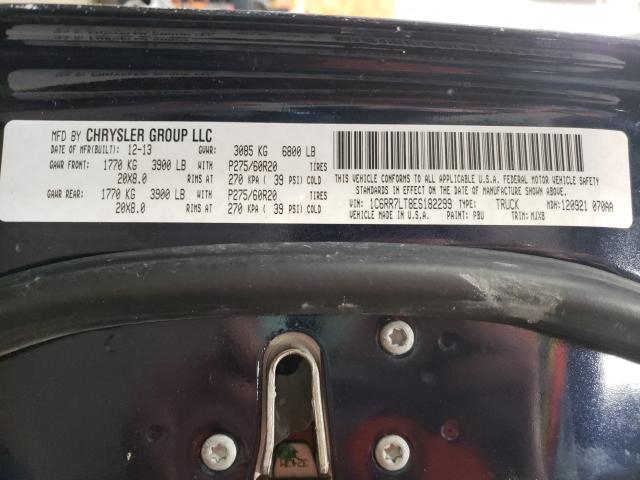 MFD BY CHRYSLER GROUP LLC
DATE OF MFR(BUILT): 12-13 GVWR: 3085 KG 6800 LB
GAWR FRONT: 1770 KG 3900 LB WITH P275/60R20 TIRES
20X8.0 RIMS AT 270 KPA ( 39 PSI) COLD
GAWR REAR: 1770 KG 3900 LB WITH P275/60R20 TIRES
20X8.0 RIMS AT 270 KPA ( 39 PSI) COLD
THIS VEHICLE CONFORMS TO ALL APPLICABLE U.S.A. FEDERAL MOTOR VEHICLE SAFETY
STANDARDS IN EFFECT ON THE DATE OF MANUFACTURE SHOWN ABOVE
VIN: 1C6RR7LT8ES182299 TYPE: TRUCK MDH: 120921 070AA
VEHICLE MADE IN U.S.A. PAINT: PBU TRIM: MJX8